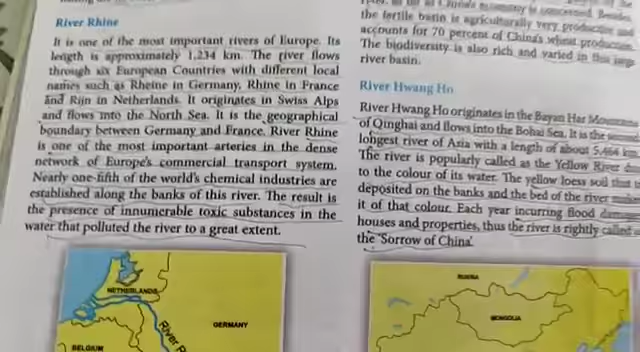 River Rhine
It is one of the most important rivers of Europe. Its
length is approximately 1,234 km. The river flows
through six European Countries with different local
names such as Rheine in Germany, Rhine in France
and Rijn in Netherlands. It originates in Swiss Alps
and flows into the North Sea. It is the geographical
boundary between Germany and France. River Rhine
is one of the most important arteries in the dense
network of Europe's commercial transport system.
Nearly one-fifth of the world's chemical industries are
established along the banks of this river. The result is
the presence of innumerable toxic substances in the
water that polluted the river to a great extent.
NETHERLANDS
GERMANY
BELGIUM
River
the fertile basin is agriculturally very productive and
accounts for 70 percent of China's wheat production.
The biodiversity is also rich and varied in this
river basin.
River Hwang Ho
River Hwang Ho originates in the Bayan Har Mountains
of Qinghai and flows into the Bohai Sea. It is the
longest river of Asia with a length of about 5,464
The river is popularly called as the Yellow River
to the colour of its water. The yellow loess soil that
deposited on the banks and the bed of the river
it of that colour. Each year incurring flood
houses and properties, thus the river is rightly called
the 'Sorrow of China'.
RUSSIA
MONGOLIA